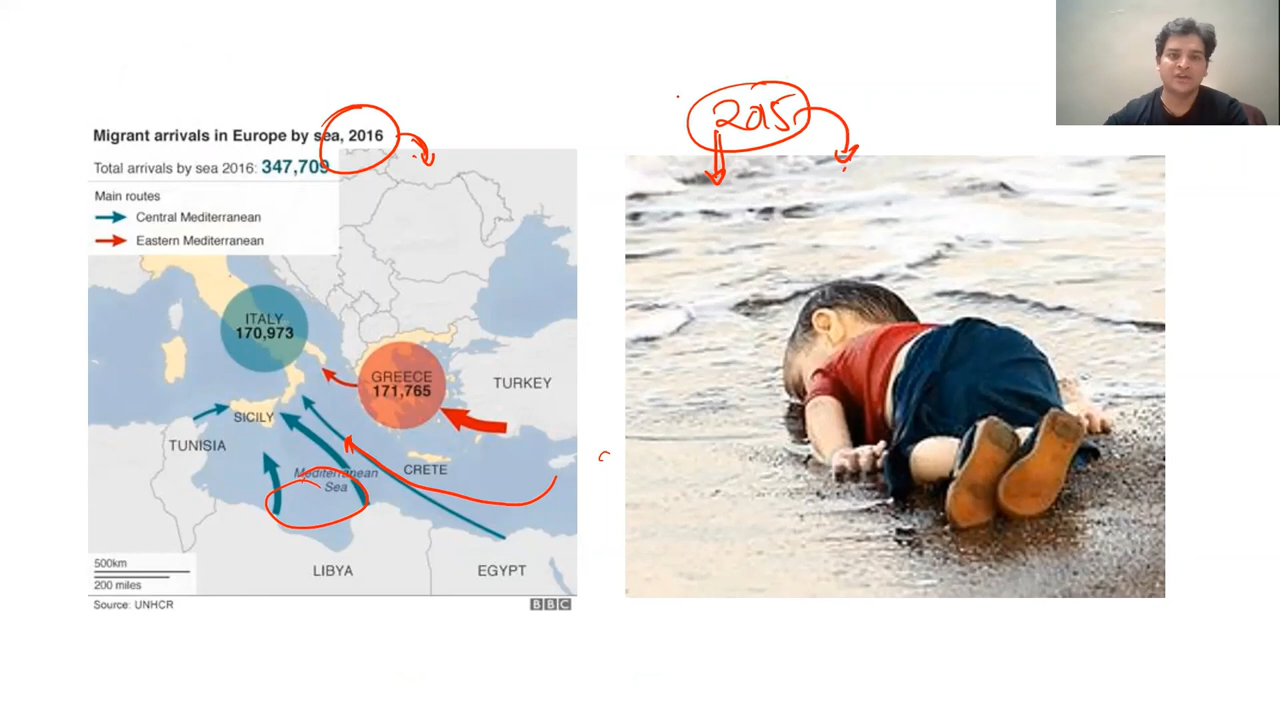 2015
Migrant arrivals in Europe by sea, 2016
Total arrivals by sea 2016: 347,709
Main routes
Central Mediterranean
Eastern Mediterranean
ITALY
170,973
GREECE
171,765
TURKEY
SICILY
TUNISIA
CRETE
Mediterranean
Sea
LIBYA
EGYPT
500km
200 miles
Source: UNHCR
BBC